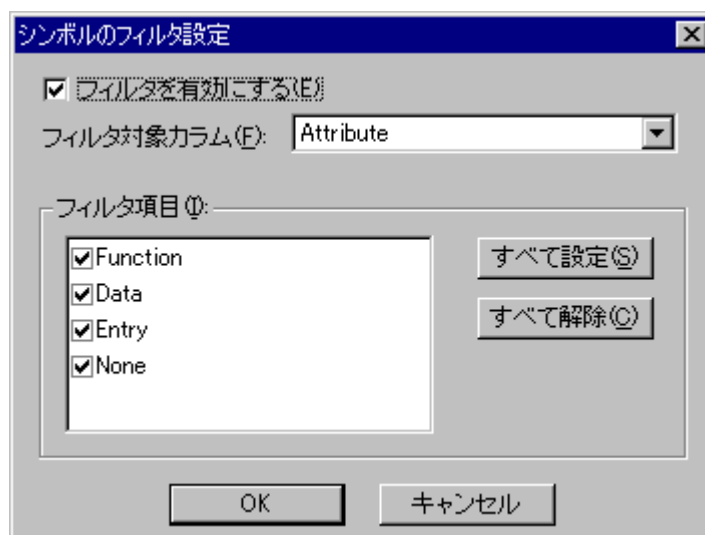 シンボルのフィルタ設定
フィルタを有効にする(E)
フィルタ対象カラム(F): Attribute
フィルタ項目(I):
Function
Data
Entry
None
すべて設定(S)
すべて解除(C)
OK キャンセル